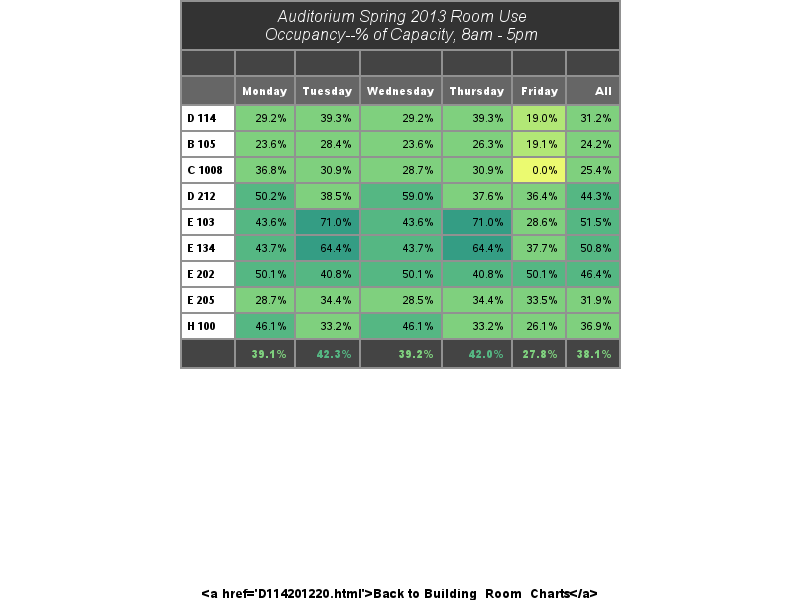 Auditorium Spring 2013 Room Use
Occupancy--% of Capacity, 8am - 5pm
Monday Tuesday Wednesday Thursday Friday All
D 114 29.2% 39.3% 29.2% 39.3% 19.0% 31.2%
B 105 23.6% 28.4% 23.6% 26.3% 19.1% 24.2%
C 1008 36.8% 30.9% 28.7% 30.9% 0.0% 25.4%
D 212 50.2% 38.5% 59.0% 37.6% 36.4% 44.3%
E 103 43.6% 71.0% 43.6% 71.0% 28.6% 51.5%
E 134 43.7% 64.4% 43.7% 64.4% 37.7% 50.8%
E 202 50.1% 40.8% 50.1% 40.8% 50.1% 46.4%
E 205 28.7% 34.4% 28.5% 34.4% 33.5% 31.9%
H 100 46.1% 33.2% 46.1% 33.2% 26.1% 36.9%
39.1% 42.3% 39.2% 42.0% 27.8% 38.1%
<a href='D114201220.html'>Back to Building_Room_Charts</a>